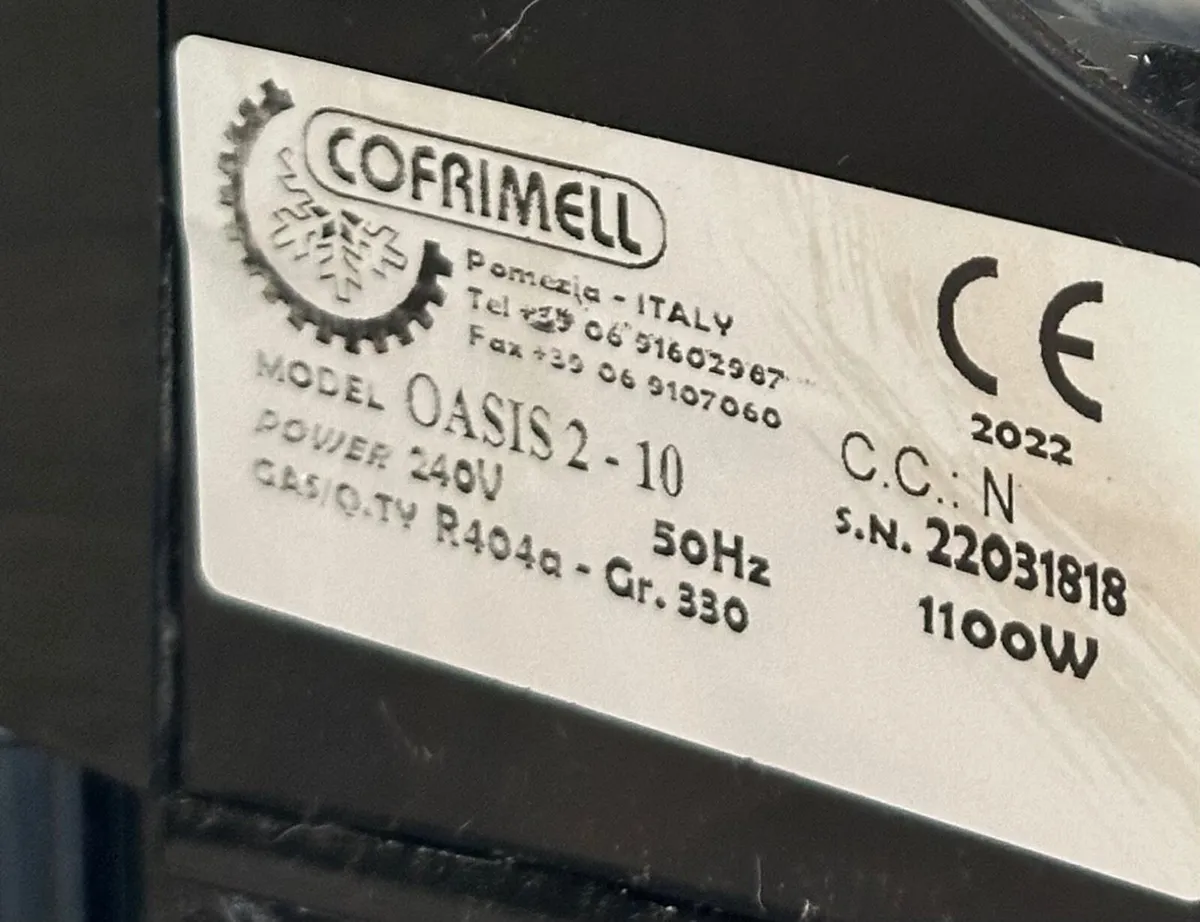 COFRIMELL
Pomezia - ITALY
Tel +39 06 91602987
Fax +39 06 9107060
CE
2022
MODEL OASIS 2 - 10
C.C.: N
POWER 240V 50Hz
S.N. 22031818
GAS/Q.TY R404a - Gr. 330
1100W